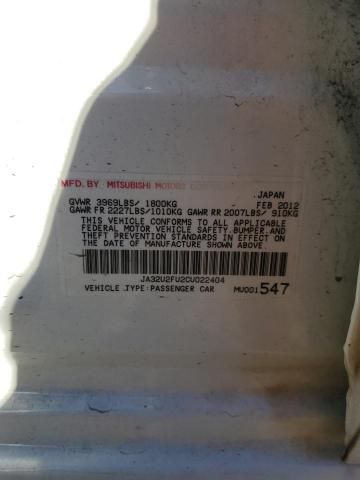 MFD. BY MITSUBISHI MOTORS CORPORATION JAPAN
GVWR 3969LBS/ 1800KG FEB 2012
GAWR FR 2227LBS/1010KG GAWR RR 2007LBS/ 910KG
THIS VEHICLE CONFORMS TO ALL APPLICABLE
FEDERAL MOTOR VEHICLE SAFETY, BUMPER, AND
THEFT PREVENTION STANDARDS IN EFFECT ON
THE DATE OF MANUFACTURE SHOWN ABOVE.
JA32U2FU2CU022404
VEHICLE TYPE:PASSENGER CAR MU001547